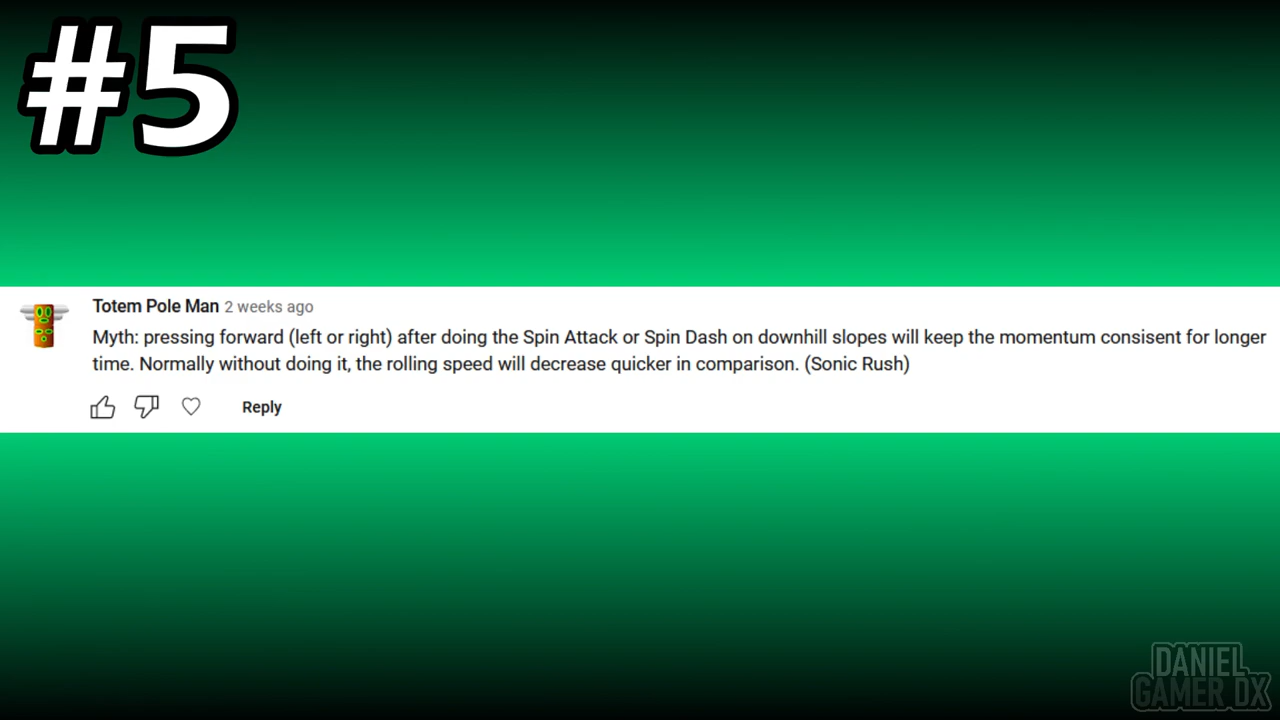 #5
Totem Pole Man 2 weeks ago
Myth: pressing forward (left or right) after doing the Spin Attack or Spin Dash on downhill slopes will keep the momentum consisent for longer
time. Normally without doing it, the rolling speed will decrease quicker in comparison. (Sonic Rush)
Reply
DANIEL
GAMER DX